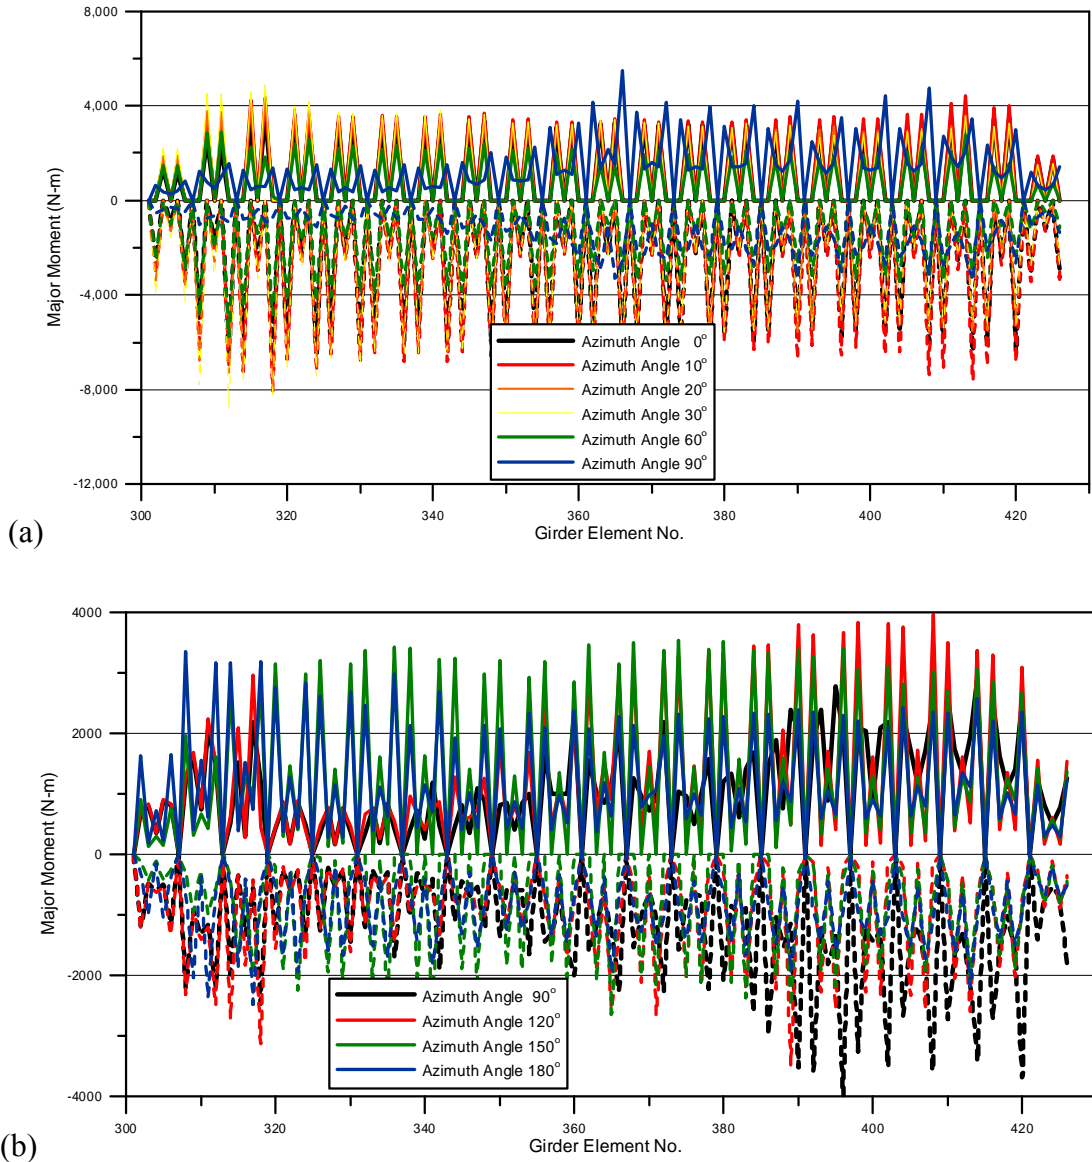 8,000
4,000
0
-4,000
-8,000
-12,000
Major Moment (N-m)
Azimuth Angle 0°
Azimuth Angle 10°
Azimuth Angle 20°
Azimuth Angle 30°
Azimuth Angle 60°
Azimuth Angle 90°
300 320 340 360 380 400 420
Girder Element No.
(a)
4000
2000
0
-2000
-4000
Major Moment (N-m)
Azimuth Angle 90°
Azimuth Angle 120°
Azimuth Angle 150°
Azimuth Angle 180°
300 320 340 360 380 400 420
Girder Element No.
(b)